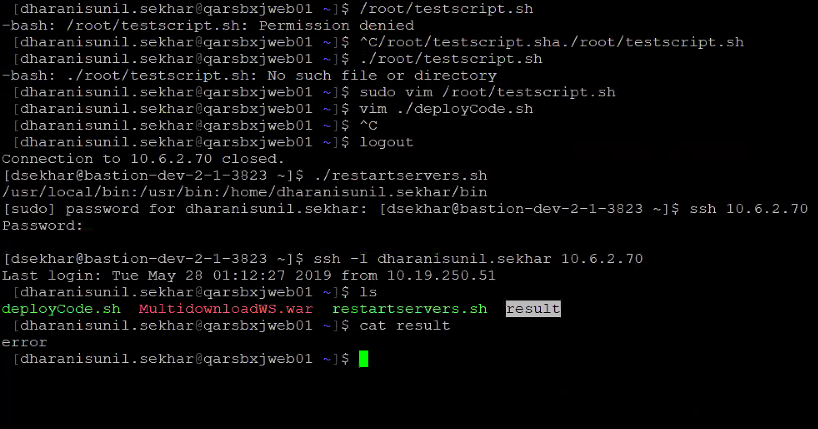 [dharanisunil.sekhar@qarsbxjweb01 ~]$ /root/testscript.sh
-bash: /root/testscript.sh: Permission denied
[dharanisunil.sekhar@qarsbxjweb01 ~]$ ^C/root/testscript.sha./root/testscript.sh
[dharanisunil.sekhar@qarsbxjweb01 ~]$ ./root/testscript.sh
-bash: ./root/testscript.sh: No such file or directory
[dharanisunil.sekhar@qarsbxjweb01 ~]$ sudo vim /root/testscript.sh
[dharanisunil.sekhar@qarsbxjweb01 ~]$ vim ./deployCode.sh
[dharanisunil.sekhar@qarsbxjweb01 ~]$ ^C
[dharanisunil.sekhar@qarsbxjweb01 ~]$ logout
Connection to 10.6.2.70 closed.
[dsekhar@bastion-dev-2-1-3823 ~]$ ./restartservers.sh
/usr/local/bin:/usr/bin:/home/dharanisunil.sekhar/bin
[sudo] password for dharanisunil.sekhar: [dsekhar@bastion-dev-2-1-3823 ~]$ ssh 10.6.2.70
Password:
[dsekhar@bastion-dev-2-1-3823 ~]$ ssh -l dharanisunil.sekhar 10.6.2.70
Last login: Tue May 28 01:12:27 2019 from 10.19.250.51
[dharanisunil.sekhar@qarsbxjweb01 ~]$ ls
deployCode.sh MultidownloadWS.war restartservers.sh result
[dharanisunil.sekhar@qarsbxjweb01 ~]$ cat result
error
[dharanisunil.sekhar@qarsbxjweb01 ~]$